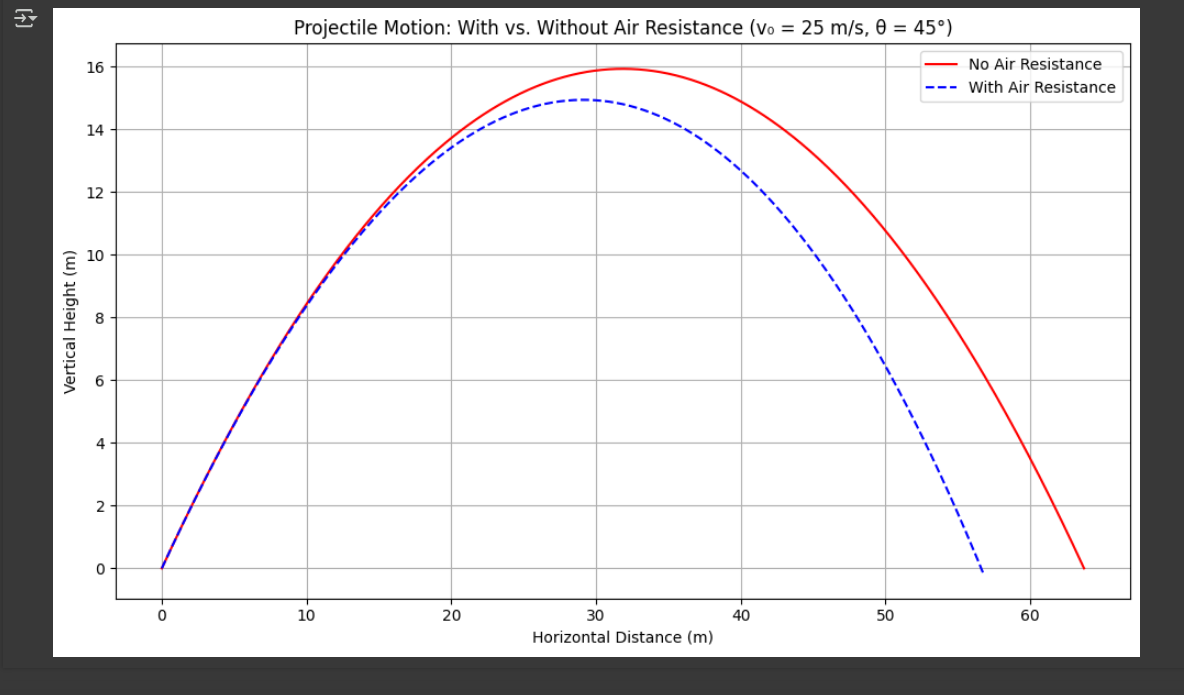 Projectile Motion: With vs. Without Air Resistance (v₀ = 25 m/s, θ = 45°)
No Air Resistance
With Air Resistance
Vertical Height (m)
16
14
12
10
8
6
4
2
0
0 10 20 30 40 50 60
Horizontal Distance (m)